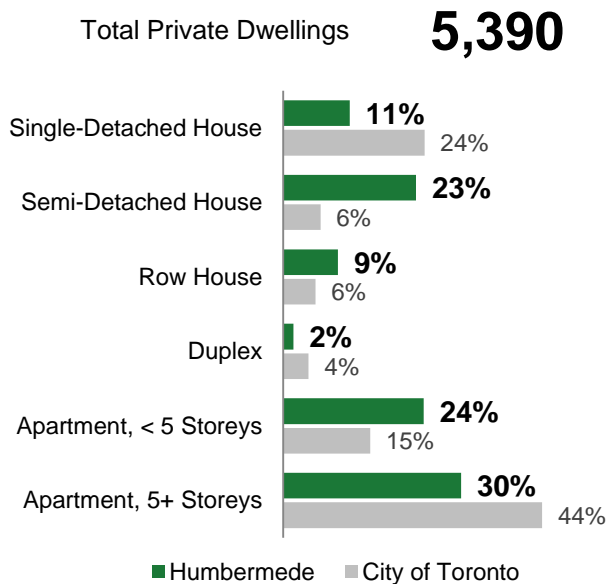 Total Private Dwellings 5,390
Single-Detached House 11%
24%
Semi-Detached House 23%
6%
Row House 9%
6%
Duplex 2%
4%
Apartment, < 5 Storeys 24%
15%
Apartment, 5+ Storeys 30%
44%
Humbermede City of Toronto